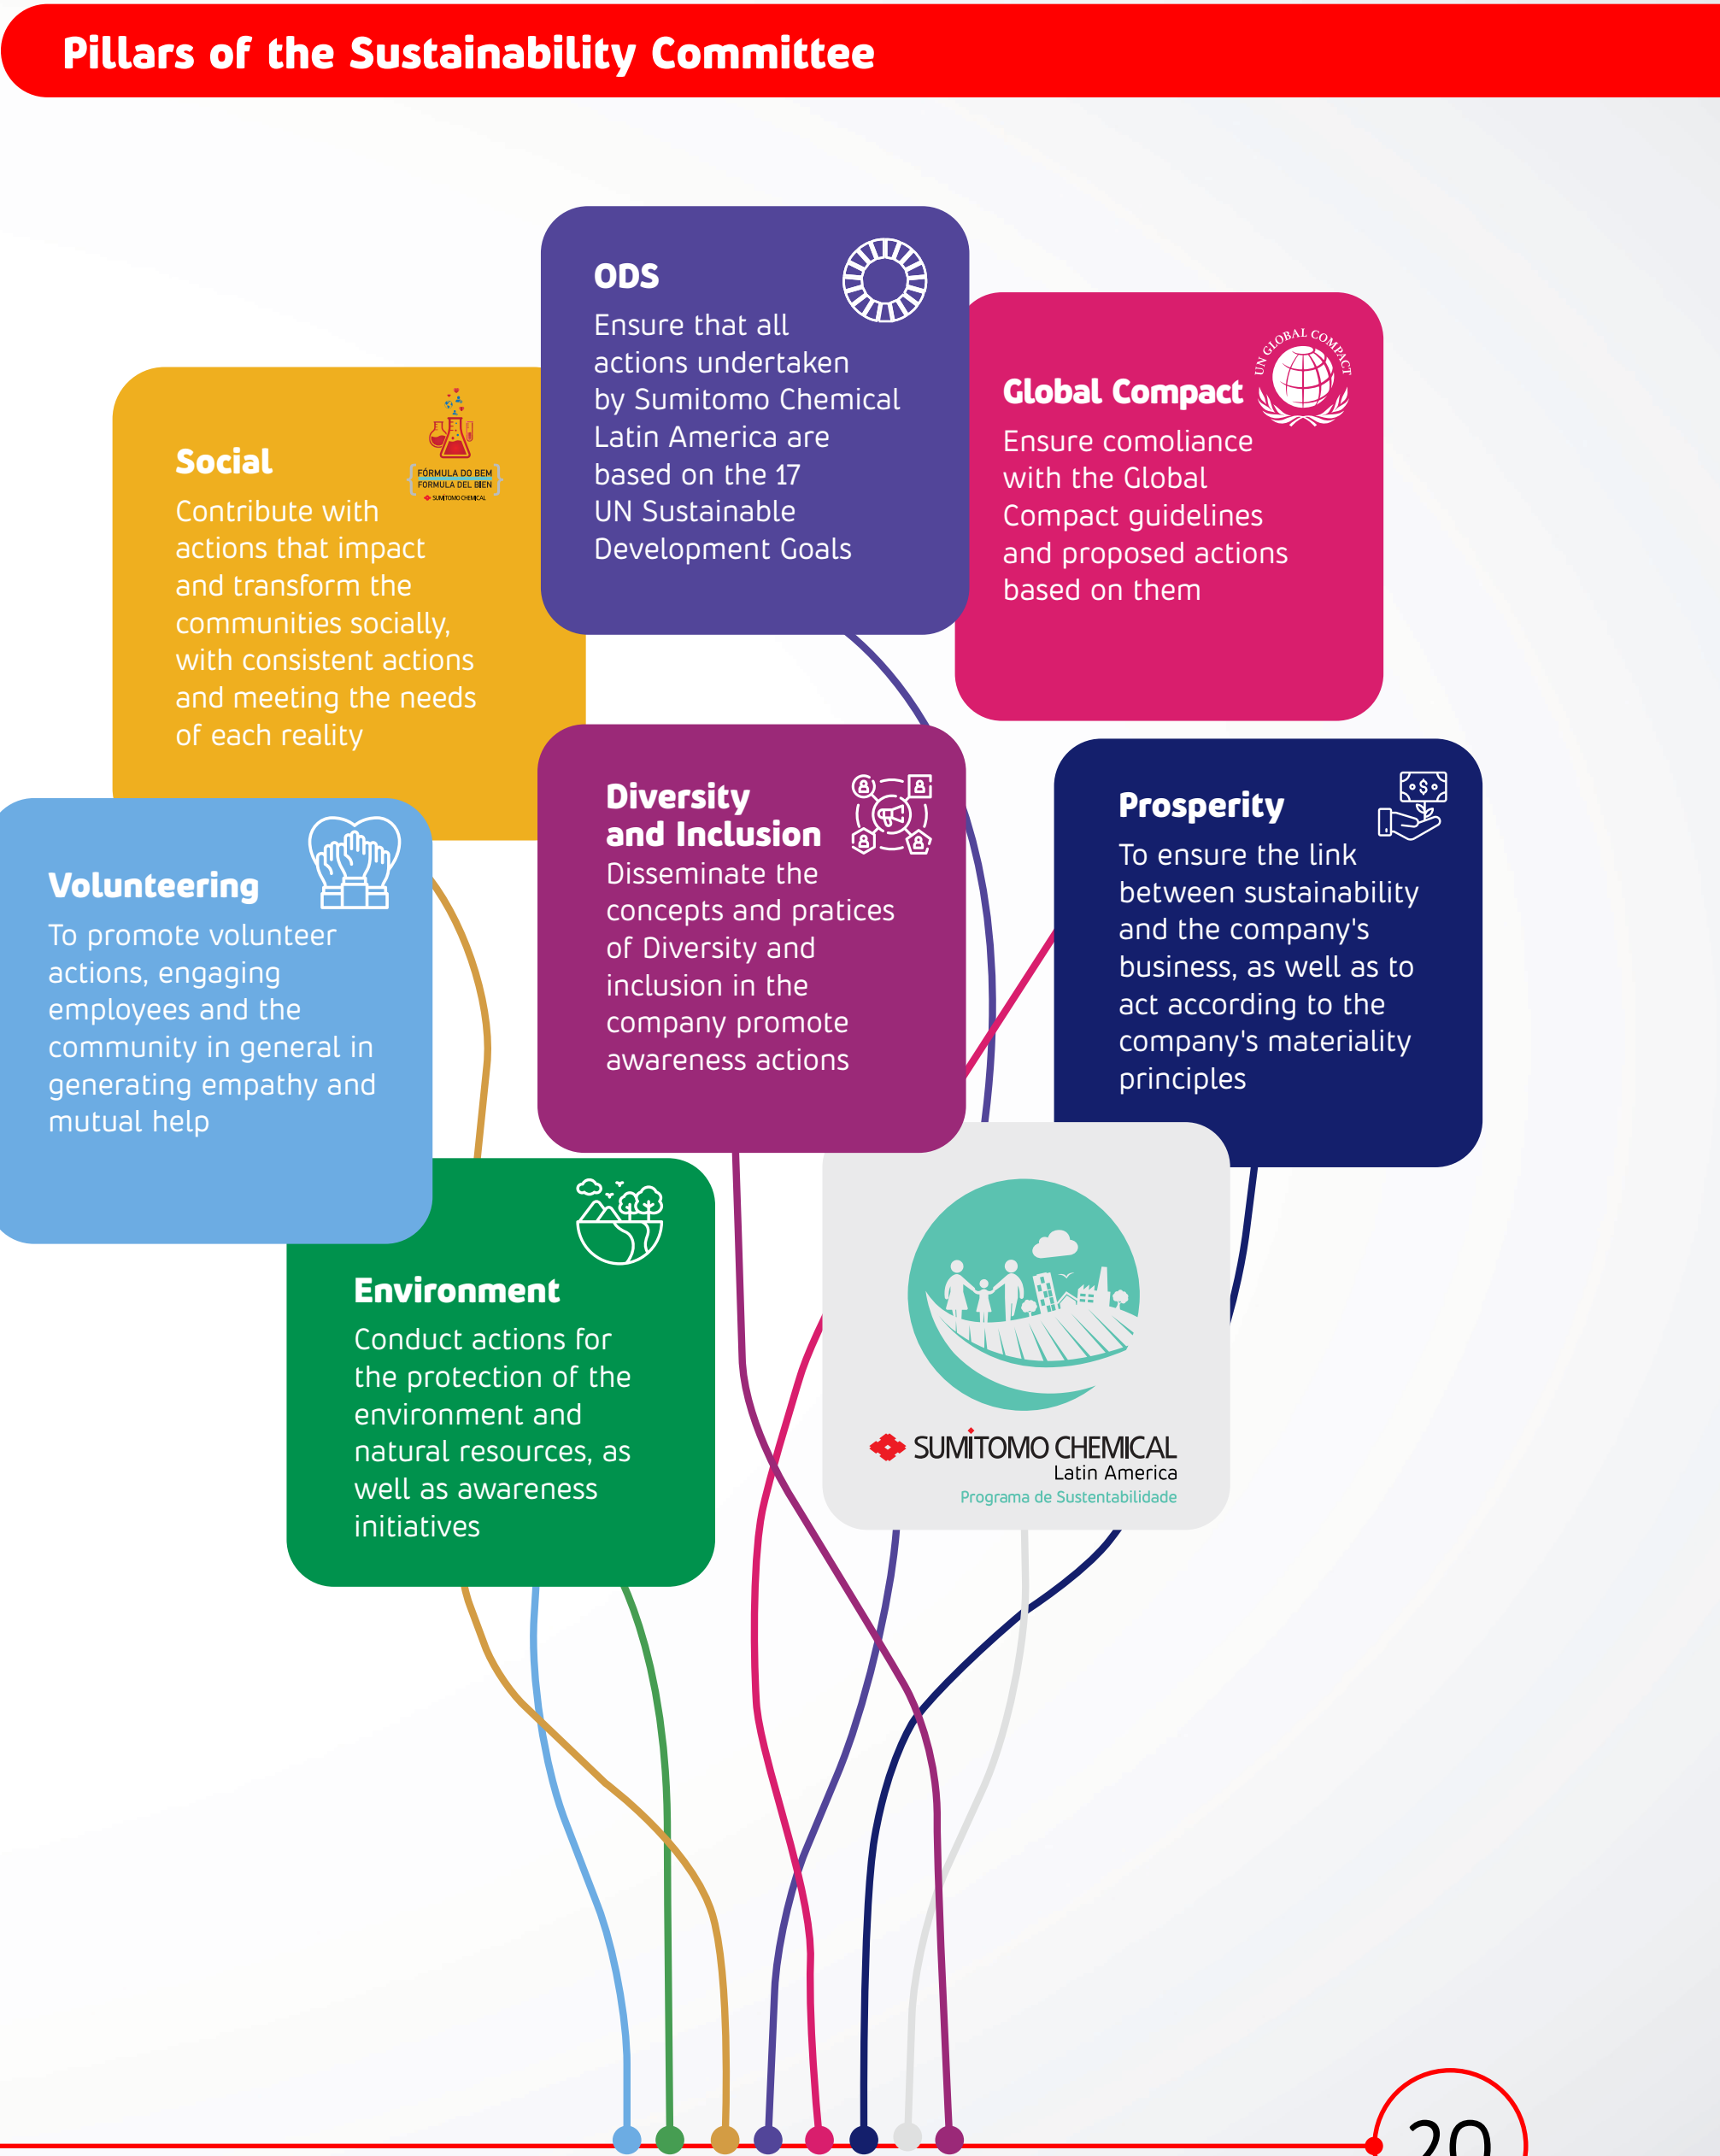 Pillars of the Sustainability Committee
ODS
Ensure that all
actions undertaken
by Sumitomo Chemical
Latin America are
based on the 17
UN Sustainable
Development Goals
UN GLOBAL COMPACT
Global Compact
Ensure comoliance
with the Global
Compact guidelines
and proposed actions
based on them
Social
FÓRMULA DO BEM
FORMULA DEL BIEN
SUMITOMO CHEMICAL
Contribute with
actions that impact
and transform the
communities socially,
with consistent actions
and meeting the needs
of each reality
Diversity
and Inclusion
Disseminate the
concepts and pratices
of Diversity and
inclusion in the
company promote
awareness actions
Prosperity
To ensure the link
between sustainability
and the company's
business, as well as to
act according to the
company's materiality
principles
Volunteering
To promote volunteer
actions, engaging
employees and the
community in general in
generating empathy and
mutual help
Environment
Conduct actions for
the protection of the
environment and
natural resources, as
well as awareness
initiatives
SUMITOMO CHEMICAL
Latin America
Programa de Sustentabilidade
20